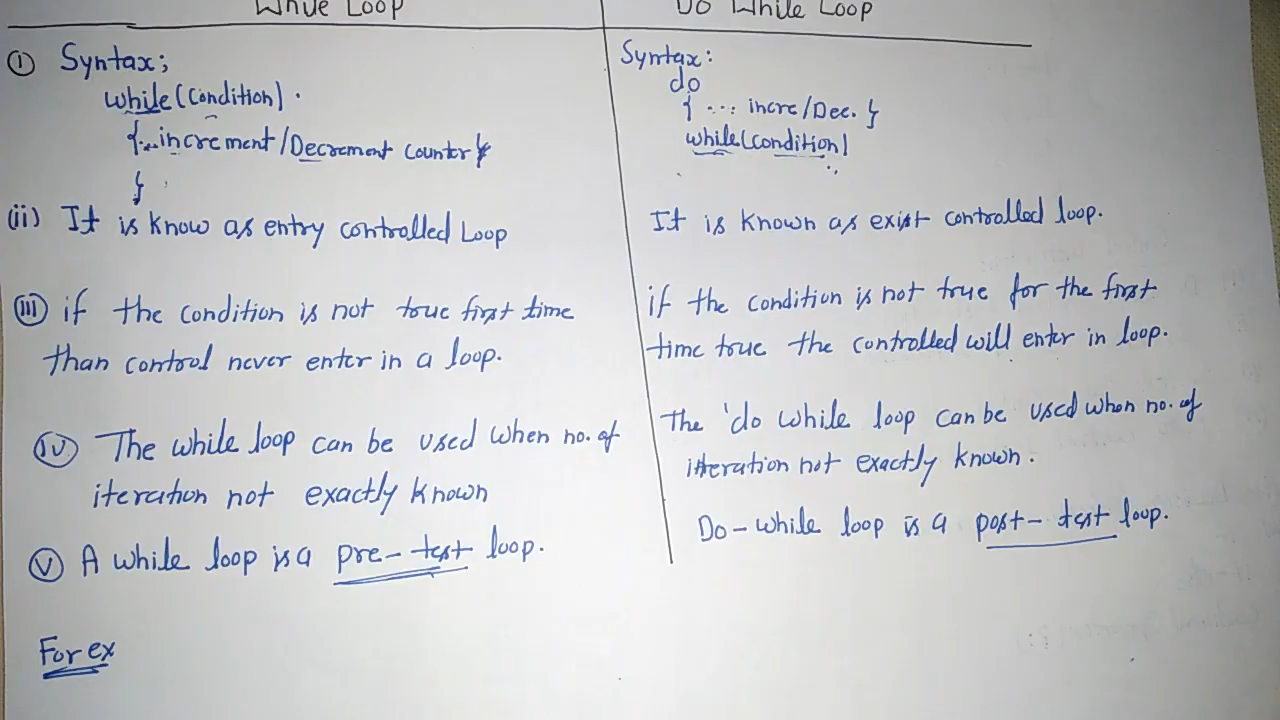 While Loop
Do While Loop
(i) Syntax;
while(Condition).
{...increment/Decrement counter
}
(ii) It is know as entry controlled Loop
(iii) if the condition is not true first time
than control never enter in a loop.
(iv) The while loop can be used when no. of
iteration not exactly known
(v) A while loop is a pre-test loop.
For ex
Syntax:
do
{ ... incre/Dec. }
while(condition)
It is known as exist controlled loop.
if the condition is not true for the first
time true the controlled will enter in loop.
The 'do while loop can be used when no. of
itteration not exactly known.
Do-while loop is a post-test loop.